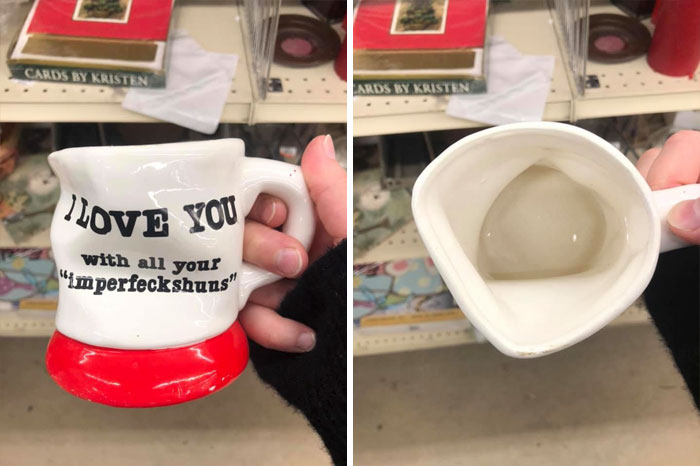 CARDS BY KRISTEN
I LOVE YOU
with all your
"imperfeckshuns"
CARDS BY KRISTEN